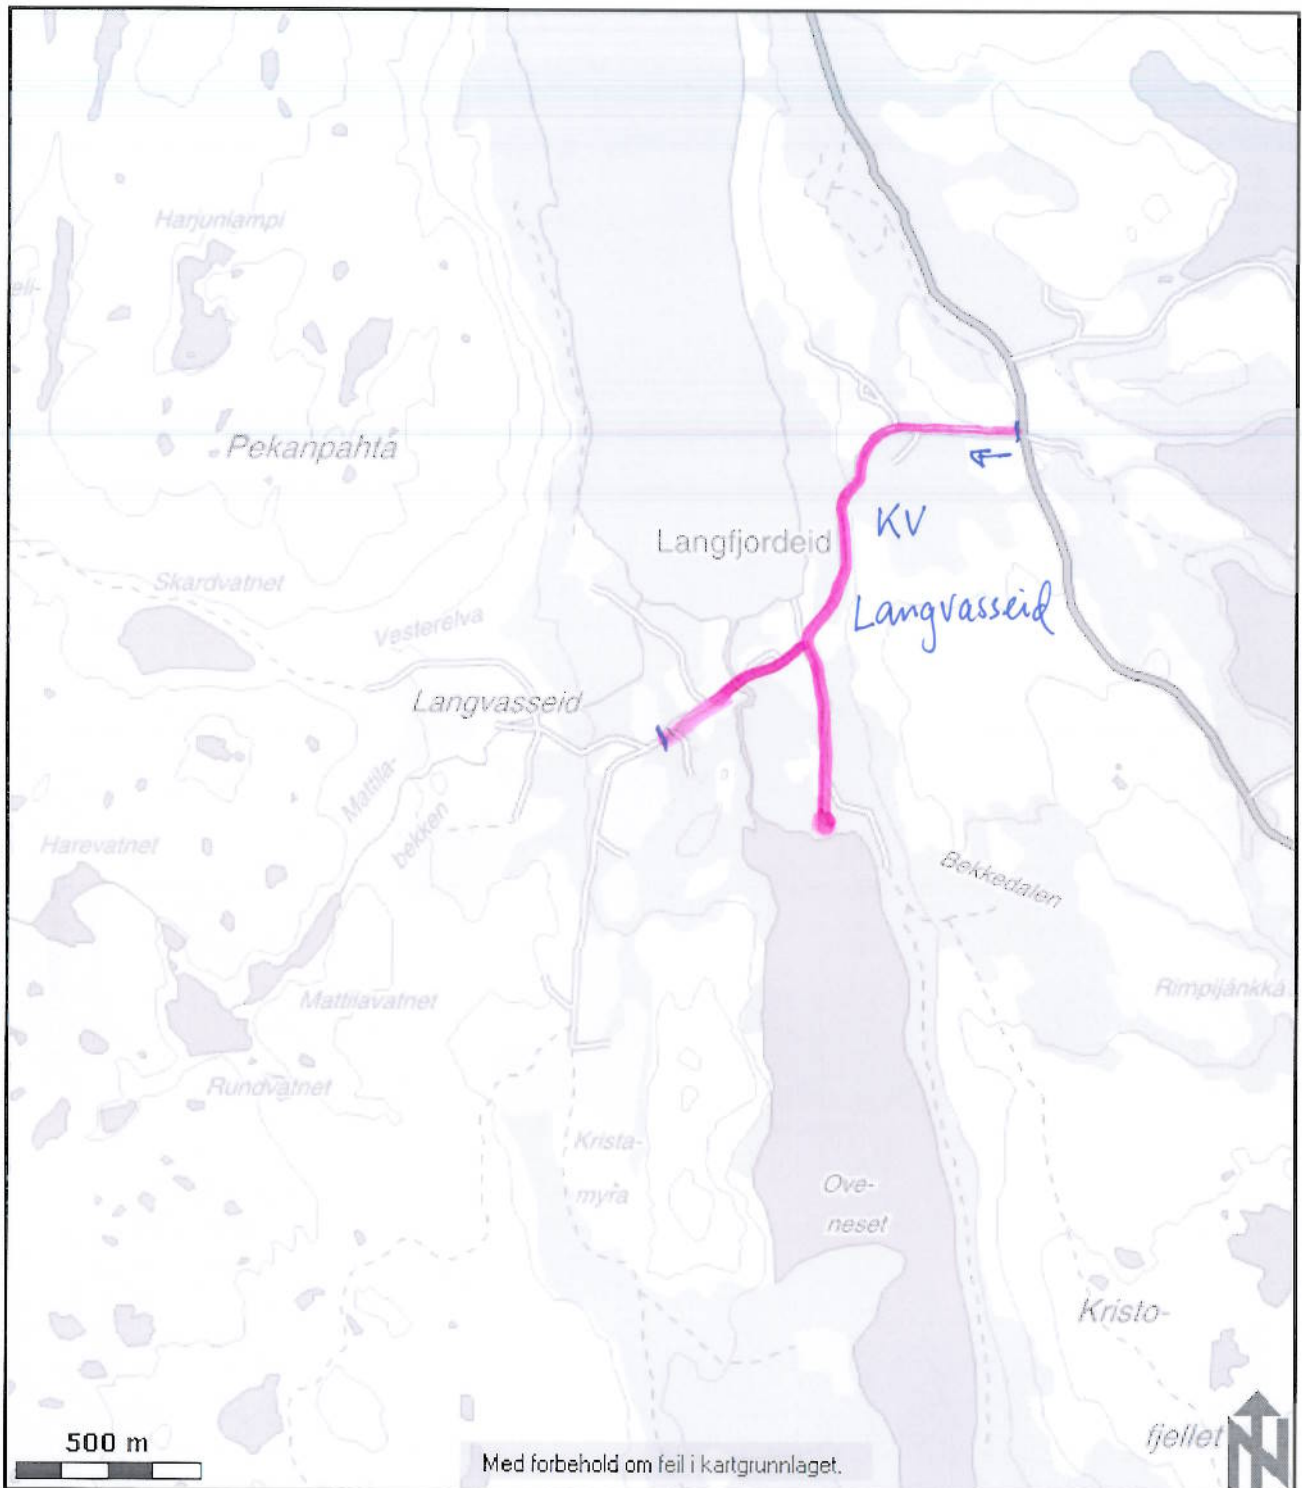 Harjunlampi
eli-
Pekanpahta
KV
Langfjordeid
Skardvatnet
Langvasseid
Vesterelva
Langvasseid
Mattila-
bekken
Harevatnet
Bekkedalen
Mattilavatnet
Rimpijänkkä
Rundvatnet
Krista-
myra
Ove-
neset
Kristo-
fjellet
500 m
Med forbehold om feil i kartgrunnlaget.
N